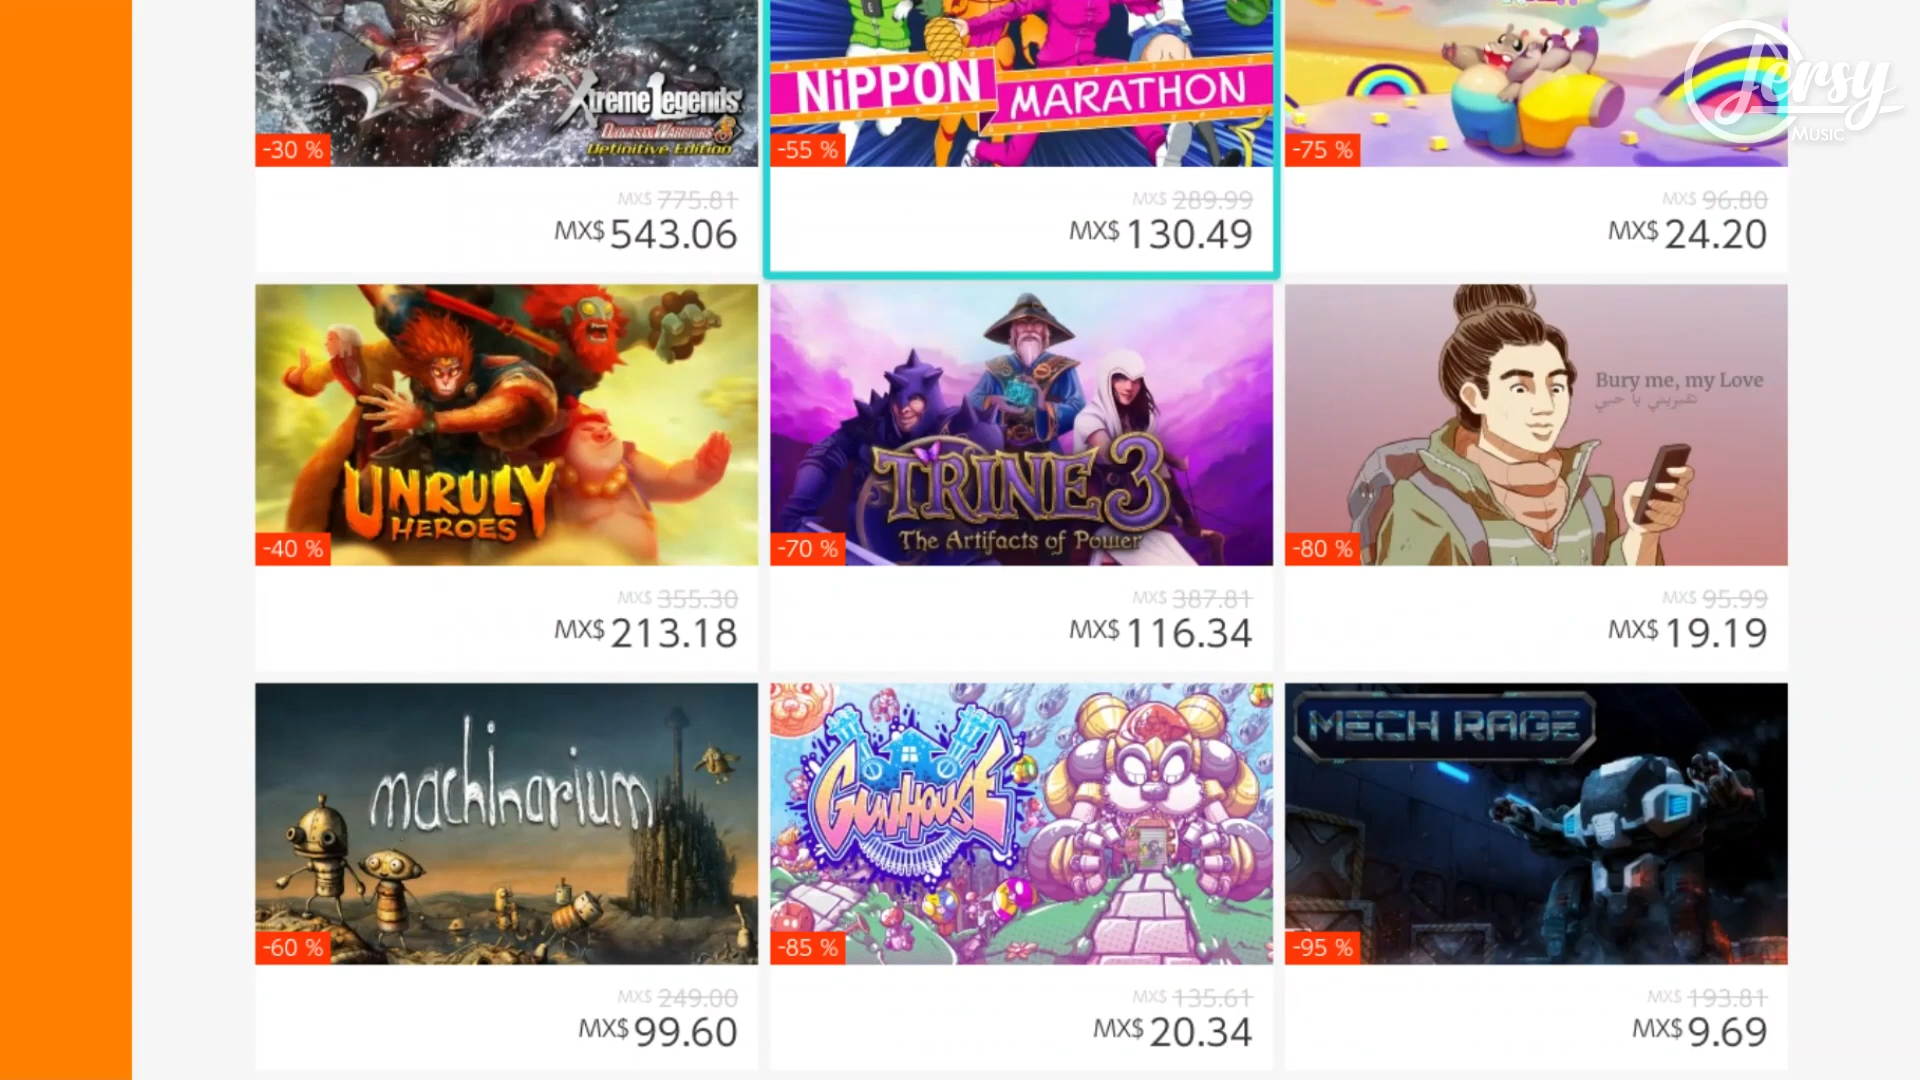 Jersy
Music
Xtreme Legends
Dynasty Warriors 8
Definitive Edition
NiPPON MARATHON
-30 %
-55 %
-75 %
MX$ 775.81
MX$ 543.06
MX$ 289.99
MX$ 130.49
MX$ 96.80
MX$ 24.20
UNRULY
HEROES
TRINE 3
The Artifacts of Power
Bury me, my Love
تقبريني يا حبي
-40 %
-70 %
-80 %
MX$ 355.30
MX$ 213.18
MX$ 387.81
MX$ 116.34
MX$ 95.99
MX$ 19.19
machinarium
GUNHOUSE
MECH RAGE
-60 %
-85 %
-95 %
MX$ 249.00
MX$ 99.60
MX$ 135.61
MX$ 20.34
MX$ 193.81
MX$ 9.69